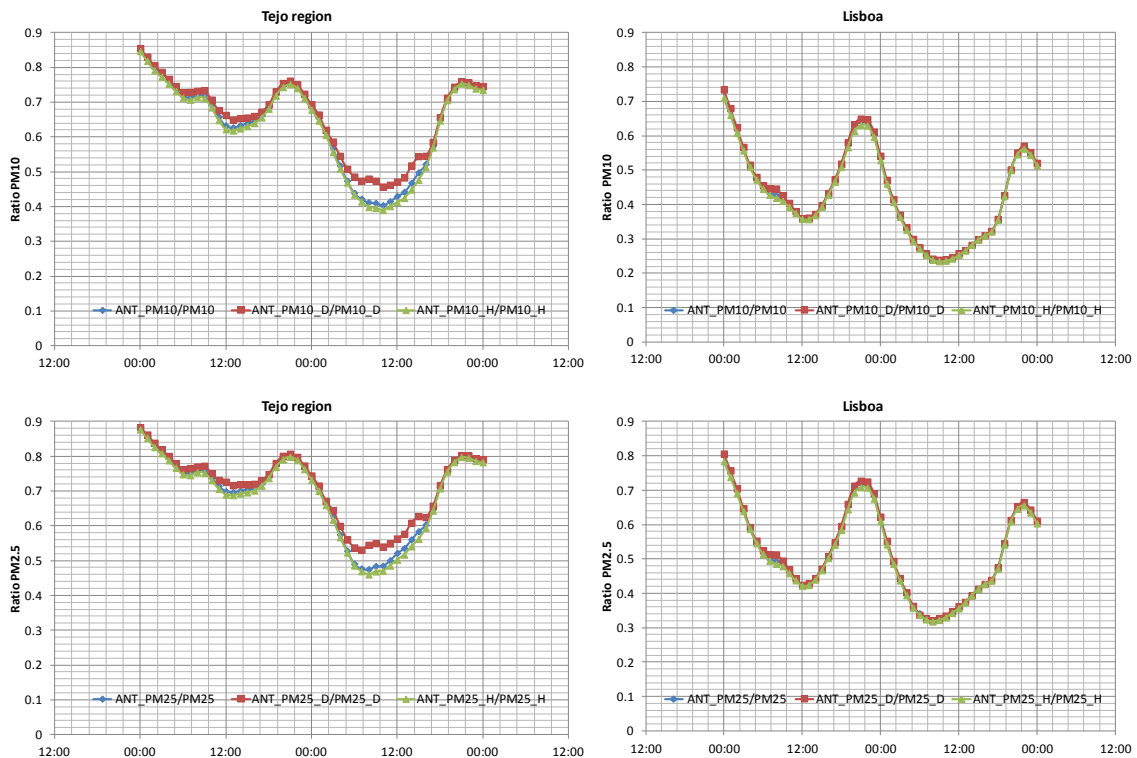 Tejo region
Ratio PM10
0.9
0.8
0.7
0.6
0.5
0.4
0.3
0.2
0.1
0
ANT_PM10/PM10 ANT_PM10_D/PM10_D ANT_PM10_H/PM10_H
12:00 00:00 12:00 00:00 12:00 00:00 12:00
Lisboa
Ratio PM10
0.9
0.8
0.7
0.6
0.5
0.4
0.3
0.2
0.1
0
ANT_PM10/PM10 ANT_PM10_D/PM10_D ANT_PM10_H/PM10_H
12:00 00:00 12:00 00:00 12:00 00:00 12:00
Tejo region
Ratio PM2.5
0.9
0.8
0.7
0.6
0.5
0.4
0.3
0.2
0.1
0
ANT_PM25/PM25 ANT_PM25_D/PM25_D ANT_PM25_H/PM25_H
12:00 00:00 12:00 00:00 12:00 00:00 12:00
Lisboa
Ratio PM2.5
0.9
0.8
0.7
0.6
0.5
0.4
0.3
0.2
0.1
0
ANT_PM25/PM25 ANT_PM25_D/PM25_D ANT_PM25_H/PM25_H
12:00 00:00 12:00 00:00 12:00 00:00 12:00